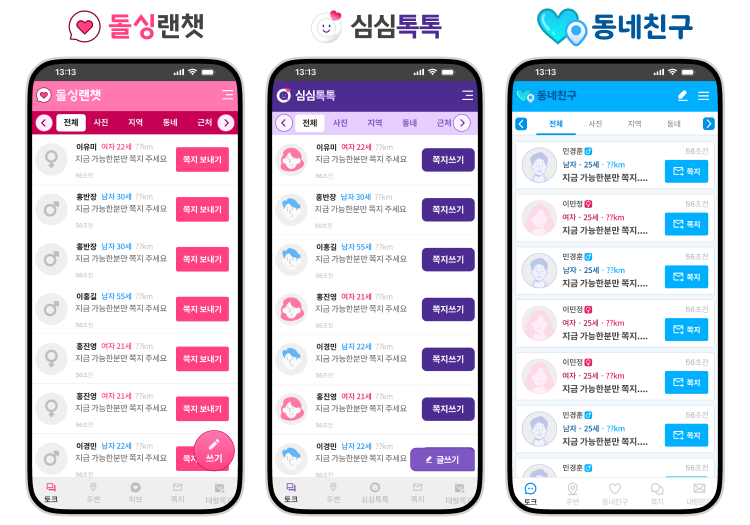 돌싱랜챗
13:13
돌싱랜챗
전체 사진 지역 동네 근처
이유미 여자 22세 ??km
지금 가능한분만 쪽지 주세요
쪽지 보내기
56초전
홍반장 남자 30세 ??km
지금 가능한분만 쪽지 주세요
쪽지 보내기
56초전
홍반장 남자 30세 ??km
지금 가능한분만 쪽지 주세요
쪽지 보내기
56초전
이홍길 남자 55세 ??km
지금 가능한분만 쪽지 주세요
쪽지 보내기
56초전
홍진영 여자 21세 ??km
지금 가능한분만 쪽지 주세요
쪽지 보내기
56초전
홍진영 여자 21세 ??km
지금 가능한분만 쪽지 주세요
쪽지 보내기
56초전
이경민 남자 22세 ??km
지금 가능한분만 쪽지 주세요
쪽지
쓰기
56초전
토크 주변 허브 쪽지
심심톡톡
13:13
심심톡톡
전체 사진 지역 동네 근처
이유미 여자 22세 ??km
지금 가능한분만 쪽지 주세요
쪽지쓰기
56초전
홍반장 남자 30세 ??km
지금 가능한분만 쪽지 주세요
쪽지쓰기
56초전
이홍길 남자 55세 ??km
지금 가능한분만 쪽지 주세요
쪽지쓰기
56초전
홍진영 여자 21세 ??km
지금 가능한분만 쪽지 주세요
쪽지쓰기
56초전
이경민 남자 22세 ??km
지금 가능한분만 쪽지 주세요
쪽지쓰기
56초전
홍진영 여자 21세 ??km
지금 가능한분만 쪽지 주세요
쪽지쓰기
56초전
이경민 남자 22세 ??km
지금 가능한분만 쪽지 주세요
글쓰기
56초전
토크 주변 심심톡톡 쪽지
동네친구
13:13
동네친구
전체 사진 지역 동네
민경훈 56초전
남자 · 25세 · ??km
지금 가능한분만 쪽지....
쪽지
이민정 56초전
여자 · 25세 · ??km
지금 가능한분만 쪽지....
쪽지
민경훈 56초전
남자 · 25세 · ??km
지금 가능한분만 쪽지....
쪽지
이민정 56초전
여자 · 25세 · ??km
지금 가능한분만 쪽지....
쪽지
이민정 56초전
여자 · 25세 · ??km
지금 가능한분만 쪽지....
쪽지
민경훈 56초전
남자 · 25세 · ??km
지금 가능한분만 쪽지....
쪽지
민경훈 56초전
토크 주변 동네친구 쪽지